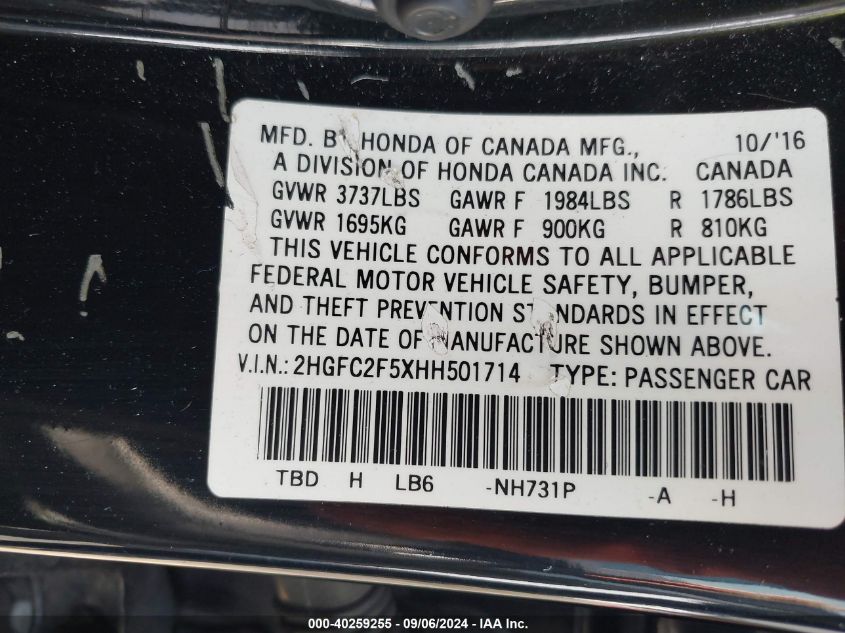 MFD. BY HONDA OF CANADA MFG., 10/'16
A DIVISION OF HONDA CANADA INC. CANADA
GVWR 3737LBS GAWR F 1984LBS R 1786LBS
GVWR 1695KG GAWR F 900KG R 810KG
THIS VEHICLE CONFORMS TO ALL APPLICABLE
FEDERAL MOTOR VEHICLE SAFETY, BUMPER,
AND THEFT PREVENTION STANDARDS IN EFFECT
ON THE DATE OF MANUFACTURE SHOWN ABOVE.
V.I.N.: 2HGFC2F5XHH501714 TYPE: PASSENGER CAR
TBD H LB6 -NH731P -A -H
000-40259255 - 09/06/2024 - IAA Inc.